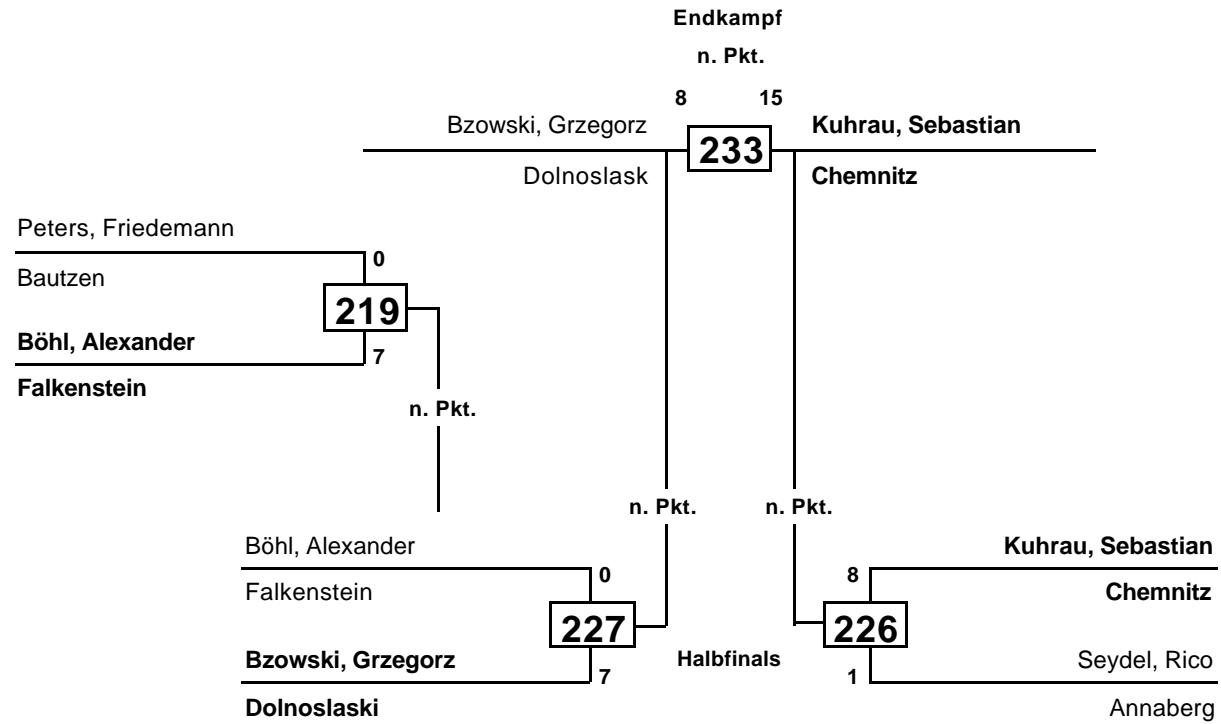 Endkampf
n. Pkt.
8 15
Bzowski, Grzegorz 233 Kuhrau, Sebastian
Dolnoslask Chemnitz
Peters, Friedemann
0
Bautzen
219
Böhl, Alexander
7
Falkenstein
n. Pkt.
n. Pkt. n. Pkt.
Böhl, Alexander Kuhrau, Sebastian
0 8
Falkenstein Chemnitz
227 226
Bzowski, Grzegorz Halbfinals Seydel, Rico
7 1
Dolnoslaski Annaberg